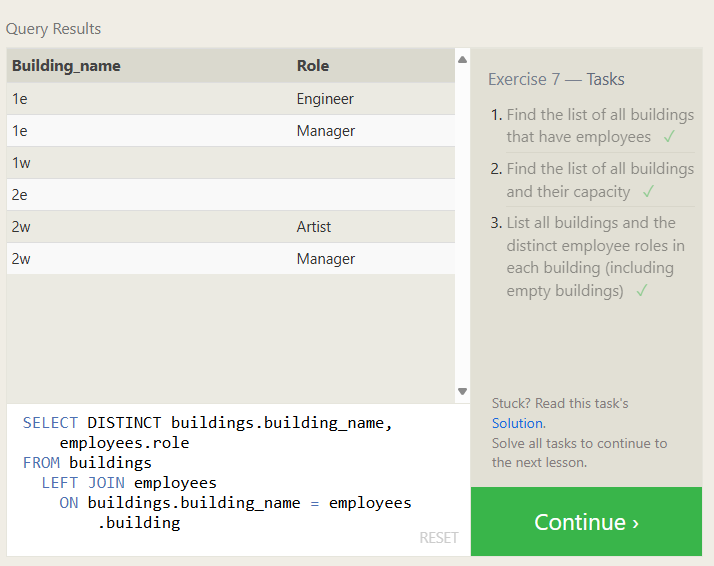 Query Results
Building_name Role
1e Engineer
1e Manager
1w
2e
2w Artist
2w Manager
SELECT DISTINCT buildings.building_name,
employees.role
FROM buildings
LEFT JOIN employees
ON buildings.building_name = employees
.building
RESET
Exercise 7 — Tasks
1. Find the list of all buildings
that have employees ✓
2. Find the list of all buildings
and their capacity ✓
3. List all buildings and the
distinct employee roles in
each building (including
empty buildings) ✓
Stuck? Read this task's
Solution.
Solve all tasks to continue to
the next lesson.
Continue ›